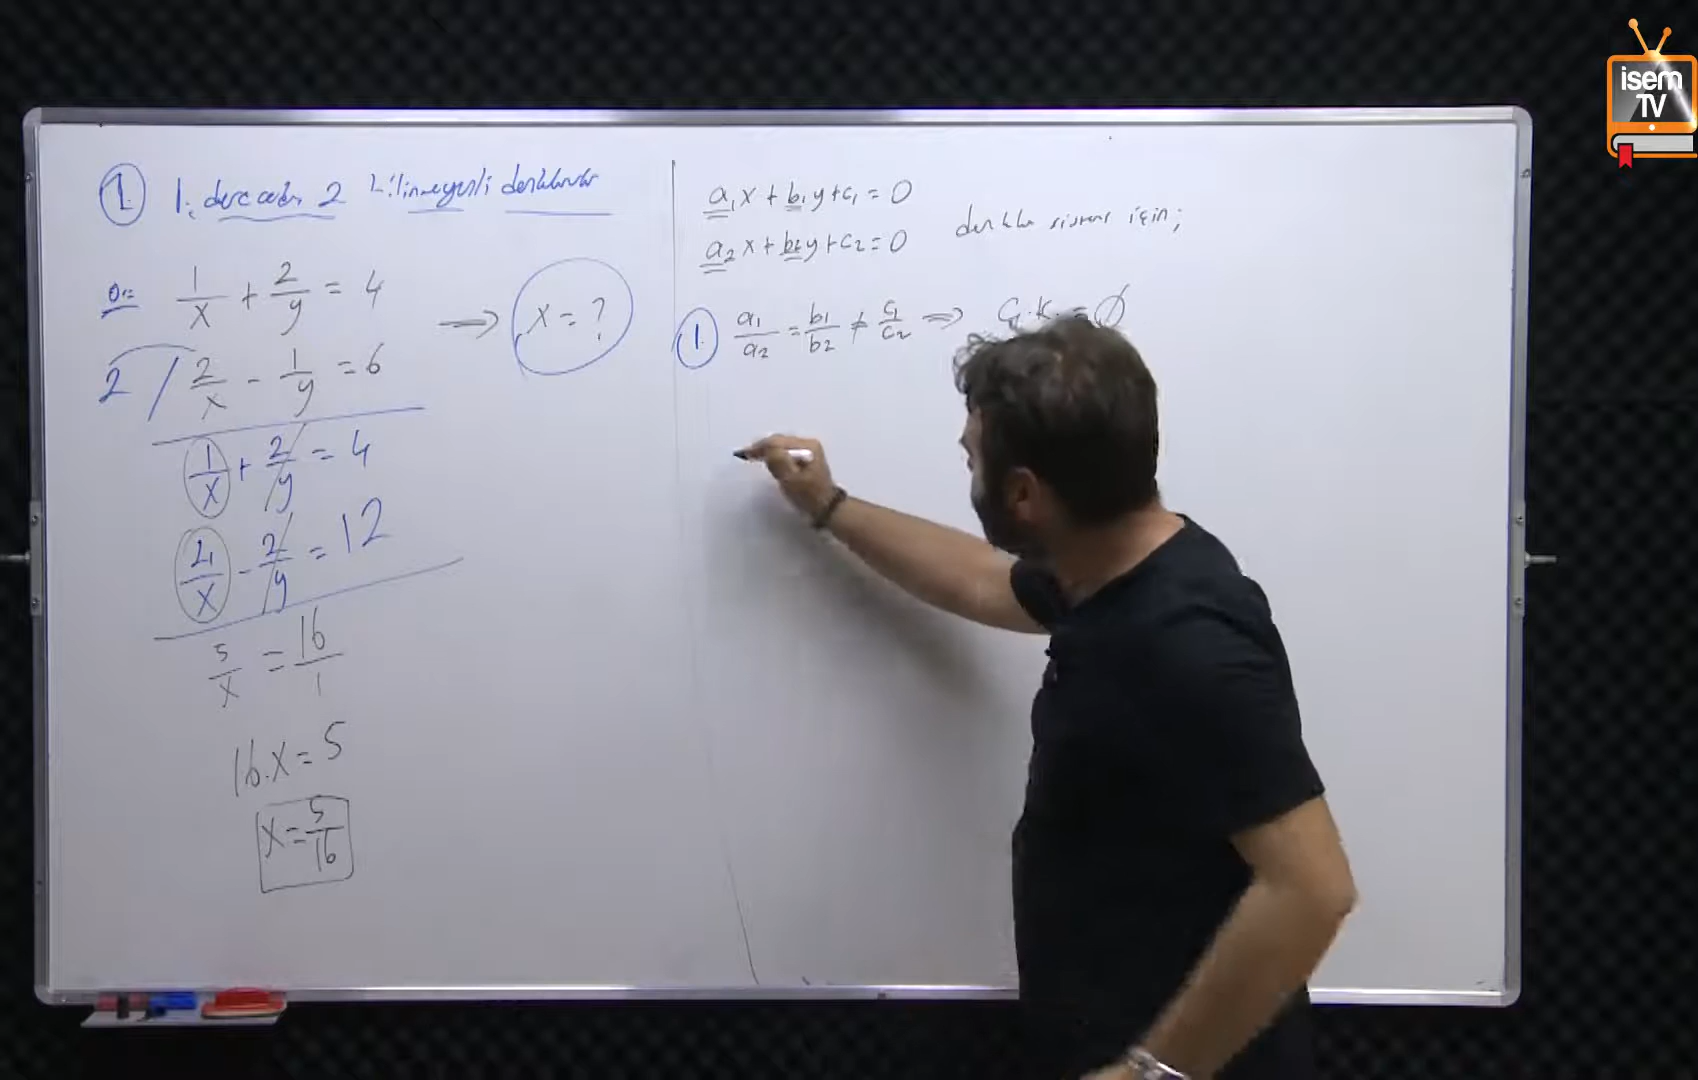 1. 1. dereceden 2 bilinmeyenli denklemler
Ör:
1/x + 2/y = 4
2 / 2/x - 1/y = 6
⇒ x = ?
1/x + 2/y = 4
4/x - 2/y = 12
5/x = 16/1
16.x = 5
x = 5/16
a₁x + b₁y + c₁ = 0
a₂x + b₂y + c₂ = 0
denklem sistemi için;
1. a₁/a₂ = b₁/b₂ ≠ c₁/c₂ ⇒ Ç.K. = ∅
isem
TV